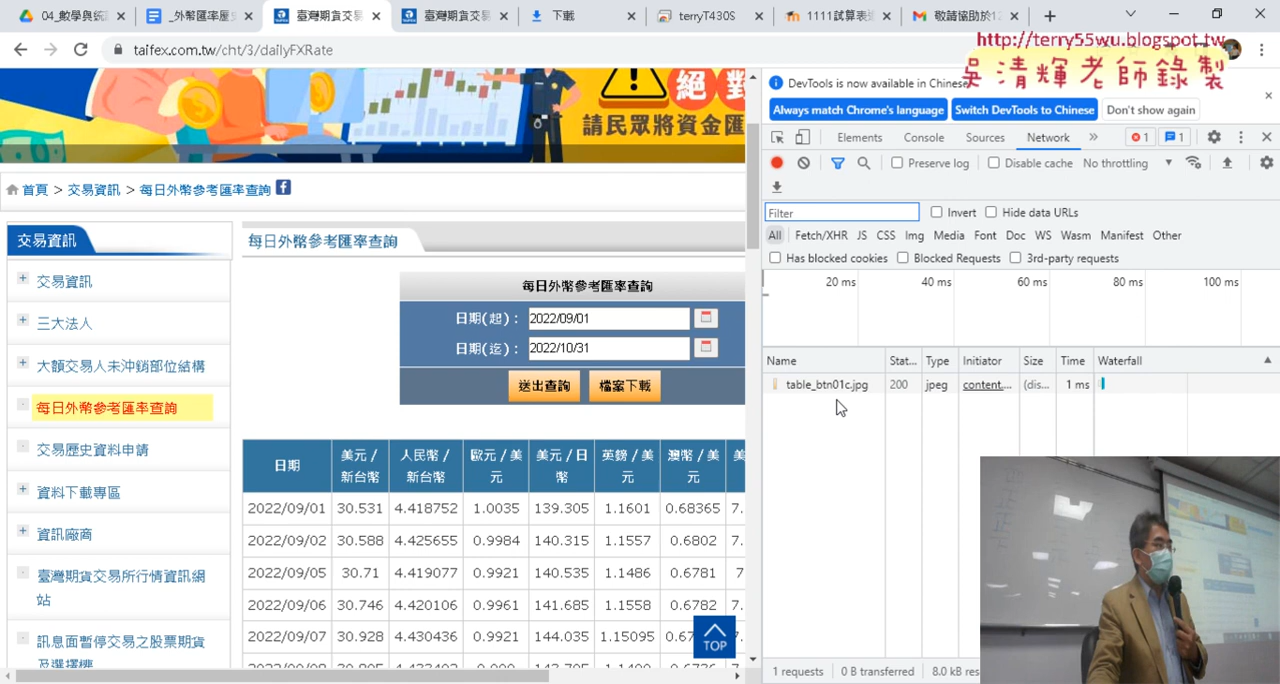 04_數學與統
_外幣匯率歷史
臺灣期貨交易
臺灣期貨交易
下載
terryT430S
1111試算表
敬請協助於1
taifex.com.tw/cht/3/dailyFXRate
http://terry55wu.blogspot.tw
吳清輝老師錄製
絕對
請民眾將資金匯
首頁 > 交易資訊 > 每日外幣參考匯率查詢
交易資訊
交易資訊
三大法人
大額交易人未沖銷部位結構
每日外幣參考匯率查詢
交易歷史資料申請
資料下載專區
資訊廠商
臺灣期貨交易所行情資訊網站
訊息面暫停交易之股票期貨及選擇權
每日外幣參考匯率查詢
每日外幣參考匯率查詢
日期(起)： 2022/09/01
日期(迄)： 2022/10/31
送出查詢 檔案下載
日期 美元／新台幣 人民幣／新台幣 歐元／美元 美元／日幣 英鎊／美元 澳幣／美元 美
2022/09/01 30.531 4.418752 1.0035 139.305 1.1601 0.68365 7.
2022/09/02 30.588 4.425655 0.9984 140.315 1.1557 0.6802 7.
2022/09/05 30.71 4.419077 0.9921 140.535 1.1486 0.6781 7
2022/09/06 30.746 4.420106 0.9961 141.685 1.1558 0.6782 7.
2022/09/07 30.928 4.430436 0.9921 144.035 1.15095 0.67
TOP
DevTools is now available in Chinese
Always match Chrome's language Switch DevTools to Chinese Don't show again
Elements Console Sources Network » 1 1
Preserve log Disable cache No throttling
Filter Invert Hide data URLs
All Fetch/XHR JS CSS Img Media Font Doc WS Wasm Manifest Other
Has blocked cookies Blocked Requests 3rd-party requests
20 ms 40 ms 60 ms 80 ms 100 ms
Name Stat... Type Initiator Size Time Waterfall
table_btn01c.jpg 200 jpeg content.... (dis... 1 ms
1 requests 0 B transferred 8.0 kB res